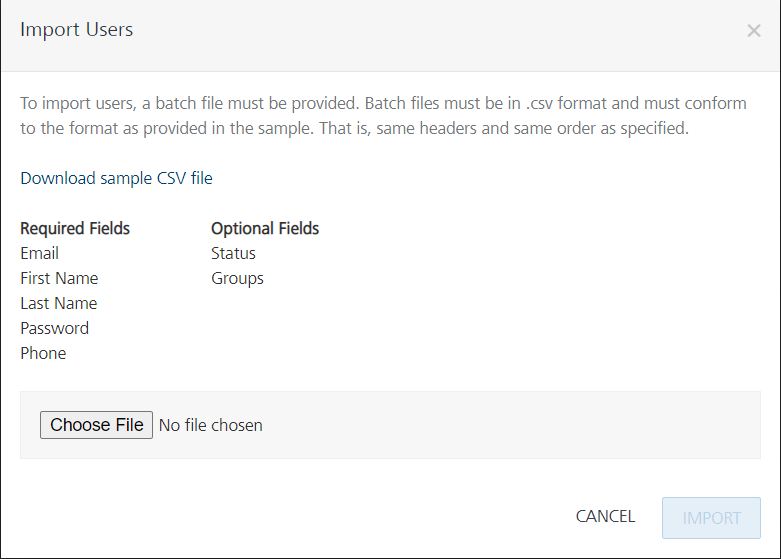 Import Users
×
To import users, a batch file must be provided. Batch files must be in .csv format and must conform
to the format as provided in the sample. That is, same headers and same order as specified.
Download sample CSV file
Required Fields
Email
First Name
Last Name
Password
Phone
Optional Fields
Status
Groups
Choose File No file chosen
CANCEL IMPORT